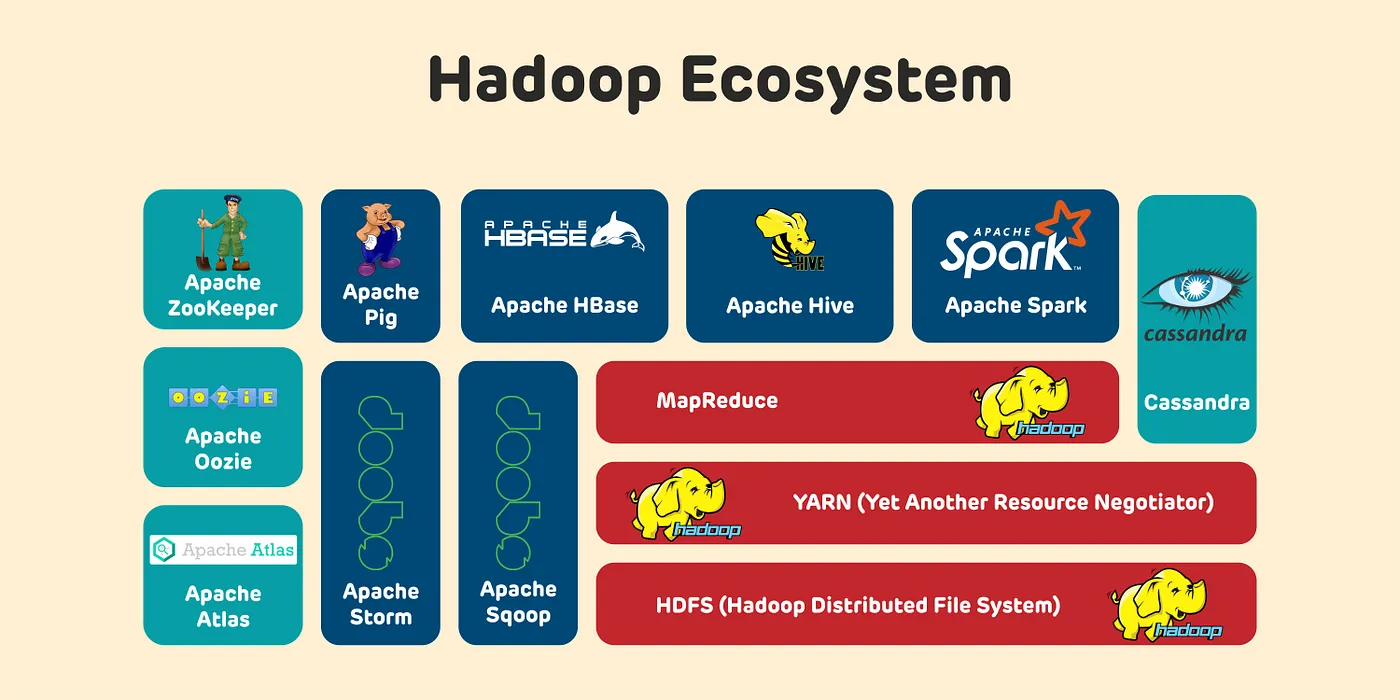 Hadoop Ecosystem
Apache
ZooKeeper
Apache
Pig
APACHE
HBASE
Apache HBase
HIVE
Apache Hive
APACHE
Spark™
Apache Spark
cassandra
Cassandra
OOZiE
Apache
Oozie
Apache Atlas
Apache
Atlas
sqoop
Apache
Storm
sqoop
Apache
Sqoop
MapReduce
hadoop
hadoop
YARN (Yet Another Resource Negotiator)
HDFS (Hadoop Distributed File System)
hadoop